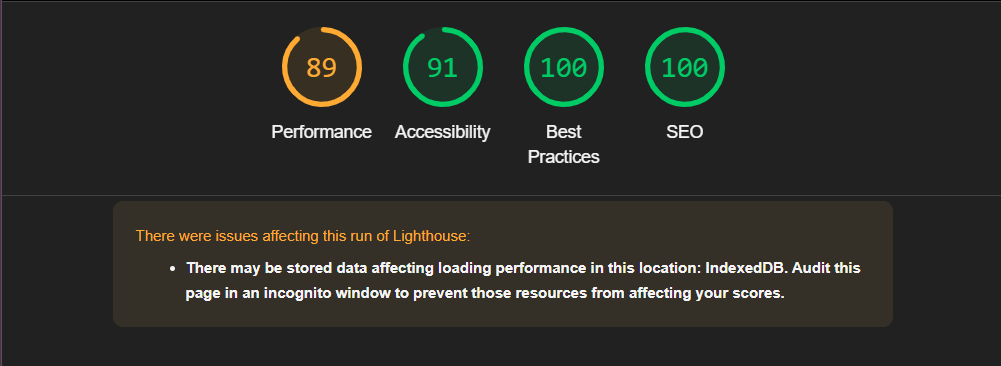 89
91
100
100
Performance
Accessibility
Best
Practices
SEO
There were issues affecting this run of Lighthouse:
• There may be stored data affecting loading performance in this location: IndexedDB. Audit this
page in an incognito window to prevent those resources from affecting your scores.